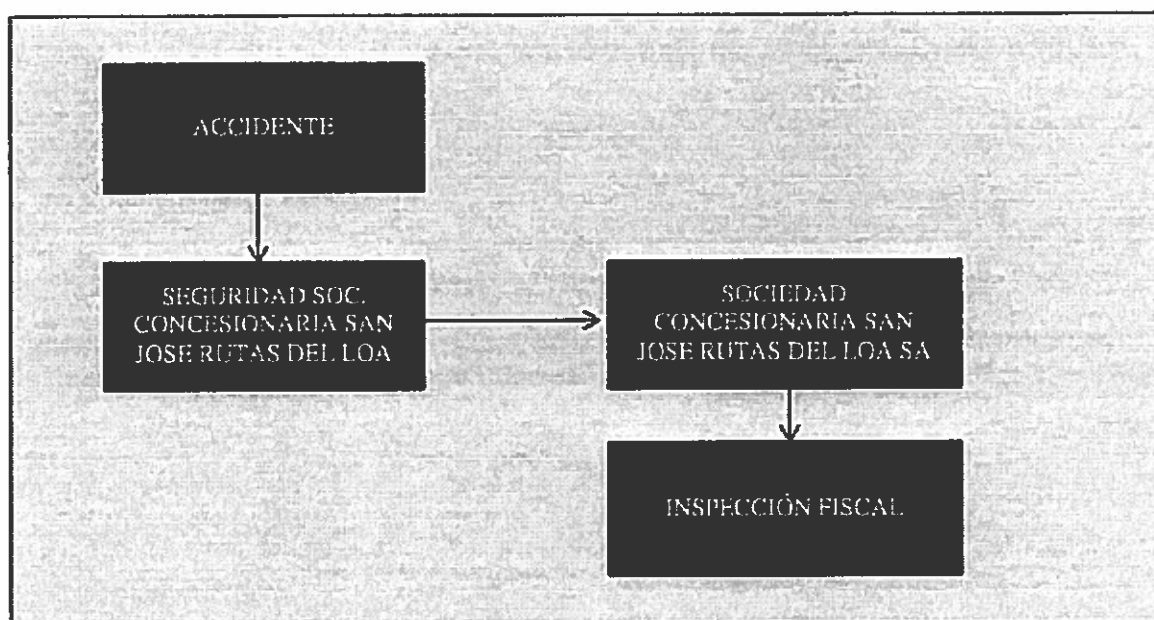 ACCIDENTE
SEGURIDAD SOC.
CONCESIONARIA SAN
JOSE RUTAS DEL LOA
SOCIEDAD
CONCESIONARIA SAN
JOSE RUTAS DEL LOA SA
INSPECCIÓN FISCAL